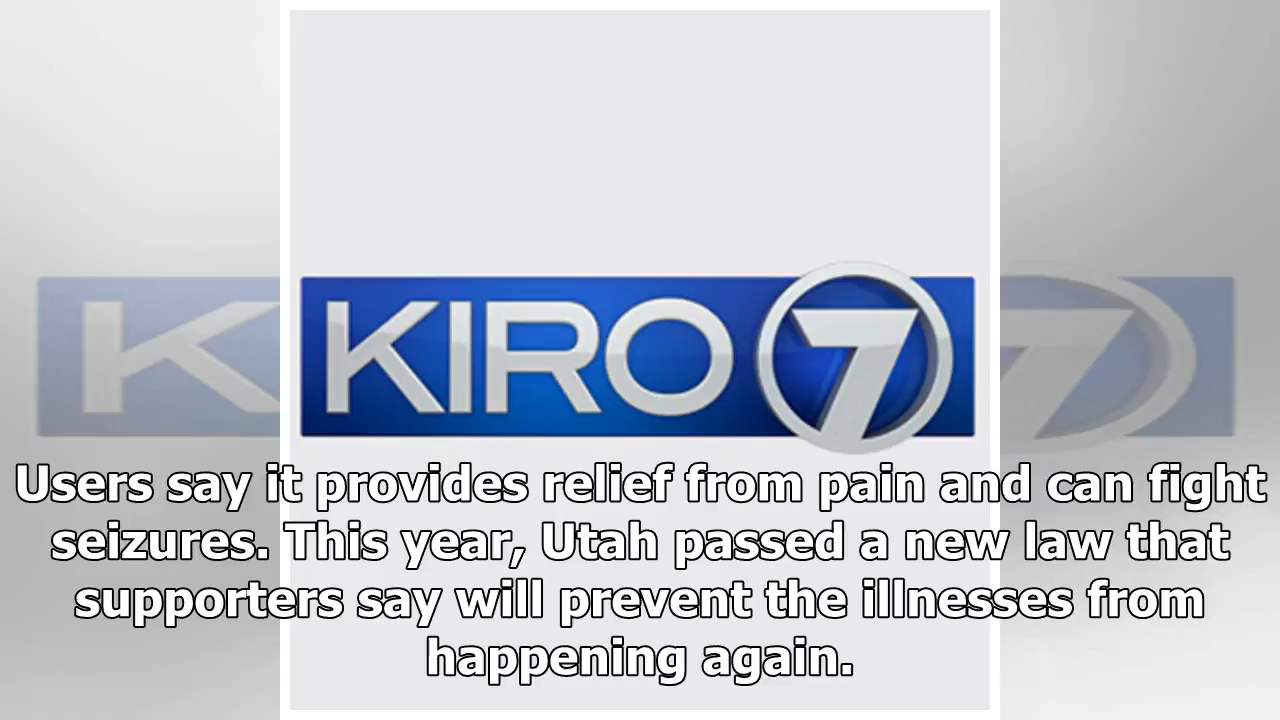 KIRO 7
Users say it provides relief from pain and can fight
seizures. This year, Utah passed a new law that
supporters say will prevent the illnesses from
happening again.